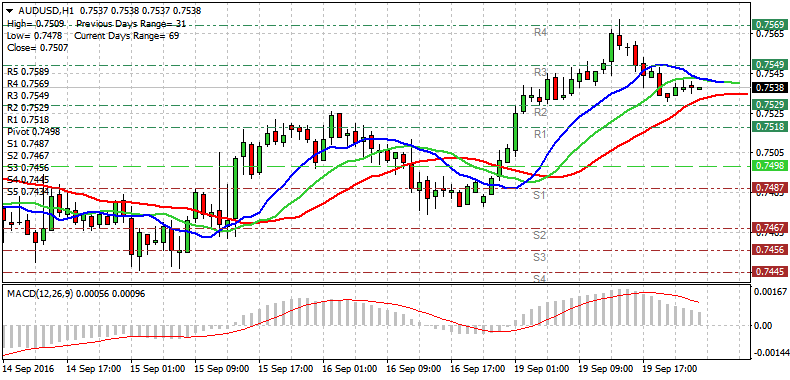 AUDUSD,H1 0.7537 0.7538 0.7537 0.7538
High= 0.7509 Previous Days Range= 31
Low= 0.7478 Current Days Range= 69
Close= 0.7507
R5 0.7589
R4 0.7569
R3 0.7549
R2 0.7529
R1 0.7518
Pivot 0.7498
S1 0.7487
S2 0.7467
S3 0.7456
S4 0.7445
S5 0.7434
R4
R3
R2
R1
S1
S2
S3
S4
0.7569
0.7565
0.7549
0.7545
0.7538
0.7529
0.7525
0.7518
0.7505
0.7498
0.7487
0.7467
0.7456
0.7445
MACD(12,26,9) 0.00056 0.00096
0.00167
0.00
-0.00144
14 Sep 2016
14 Sep 17:00
15 Sep 01:00
15 Sep 09:00
15 Sep 17:00
16 Sep 01:00
16 Sep 09:00
16 Sep 17:00
19 Sep 01:00
19 Sep 09:00
19 Sep 17:00